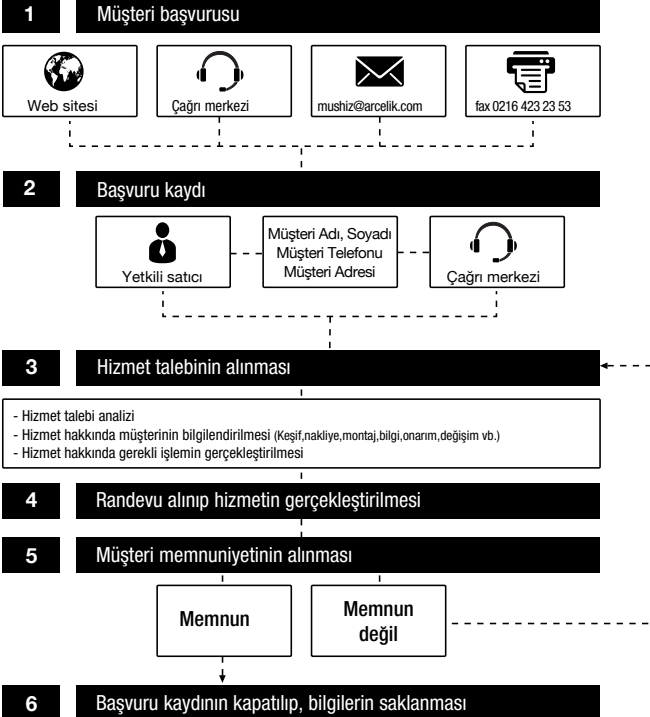 1 Müşteri başvurusu
Web sitesi
Çağrı merkezi
mushiz@arcelik.com
fax 0216 423 23 53
2 Başvuru kaydı
Yetkili satıcı
Müşteri Adı, Soyadı
Müşteri Telefonu
Müşteri Adresi
Çağrı merkezi
3 Hizmet talebinin alınması
- Hizmet talebi analizi
- Hizmet hakkında müşterinin bilgilendirilmesi (Keşif,nakliye,montaj,bilgi,onarım,değişim vb.)
- Hizmet hakkında gerekli işlemin gerçekleştirilmesi
4 Randevu alınıp hizmetin gerçekleştirilmesi
5 Müşteri memnuniyetinin alınması
Memnun
Memnun
değil
6 Başvuru kaydının kapatılıp, bilgilerin saklanması